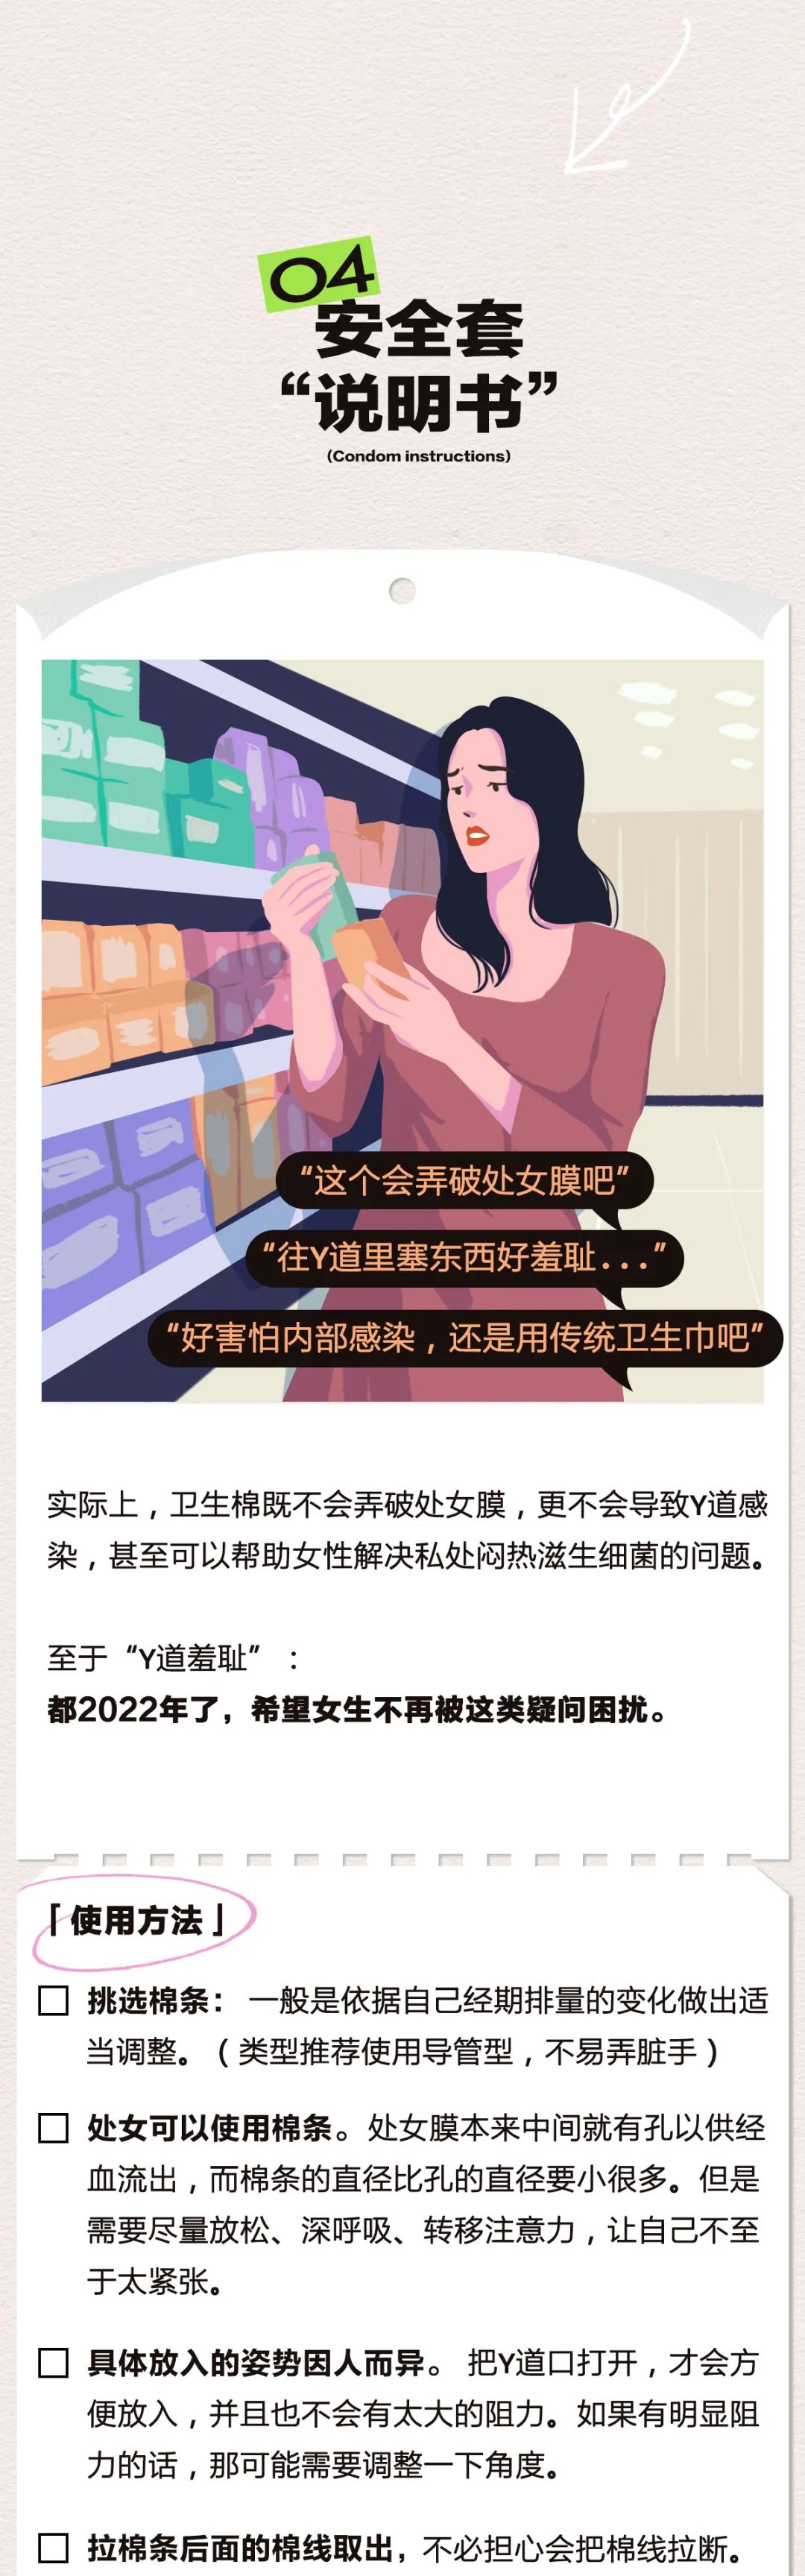 04
安全套
“说明书”
(Condom instructions)
“这个会弄破处女膜吧”
“往Y道里塞东西好羞耻...”
“好害怕内部感染，还是用传统卫生巾吧”
实际上，卫生棉既不会弄破处女膜，更不会导致Y道感
染，甚至可以帮助女性解决私处闷热滋生细菌的问题。
至于“Y道羞耻”：
都2022年了，希望女生不再被这类疑问困扰。
「使用方法」
挑选棉条： 一般是依据自己经期排量的变化做出适
当调整。（类型推荐使用导管型，不易弄脏手）
处女可以使用棉条。处女膜本来中间就有孔以供经
血流出，而棉条的直径比孔的直径要小很多。但是
需要尽量放松、深呼吸、转移注意力，让自己不至
于太紧张。
具体放入的姿势因人而异。 把Y道口打开，才会方
便放入，并且也不会有太大的阻力。如果有明显阻
力的话，那可能需要调整一下角度。
拉棉条后面的棉线取出，不必担心会把棉线拉断。